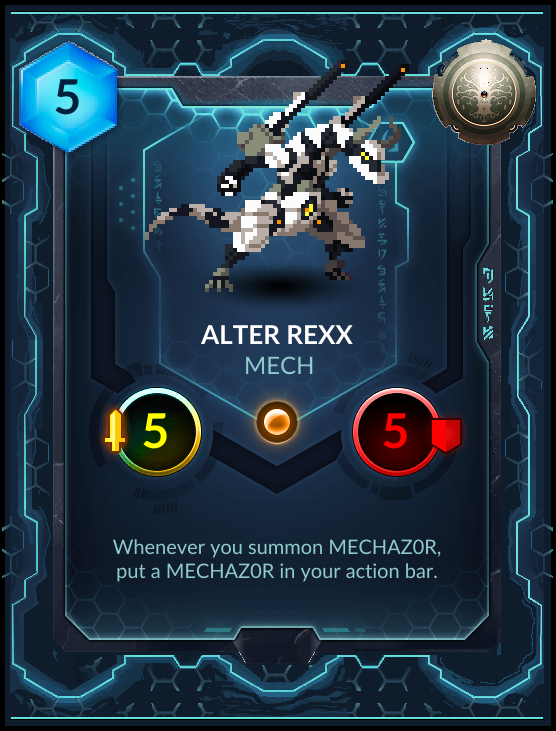 5
ALTER REXX
MECH
5
5
Whenever you summon MECHAZ0R,
put a MECHAZ0R in your action bar.